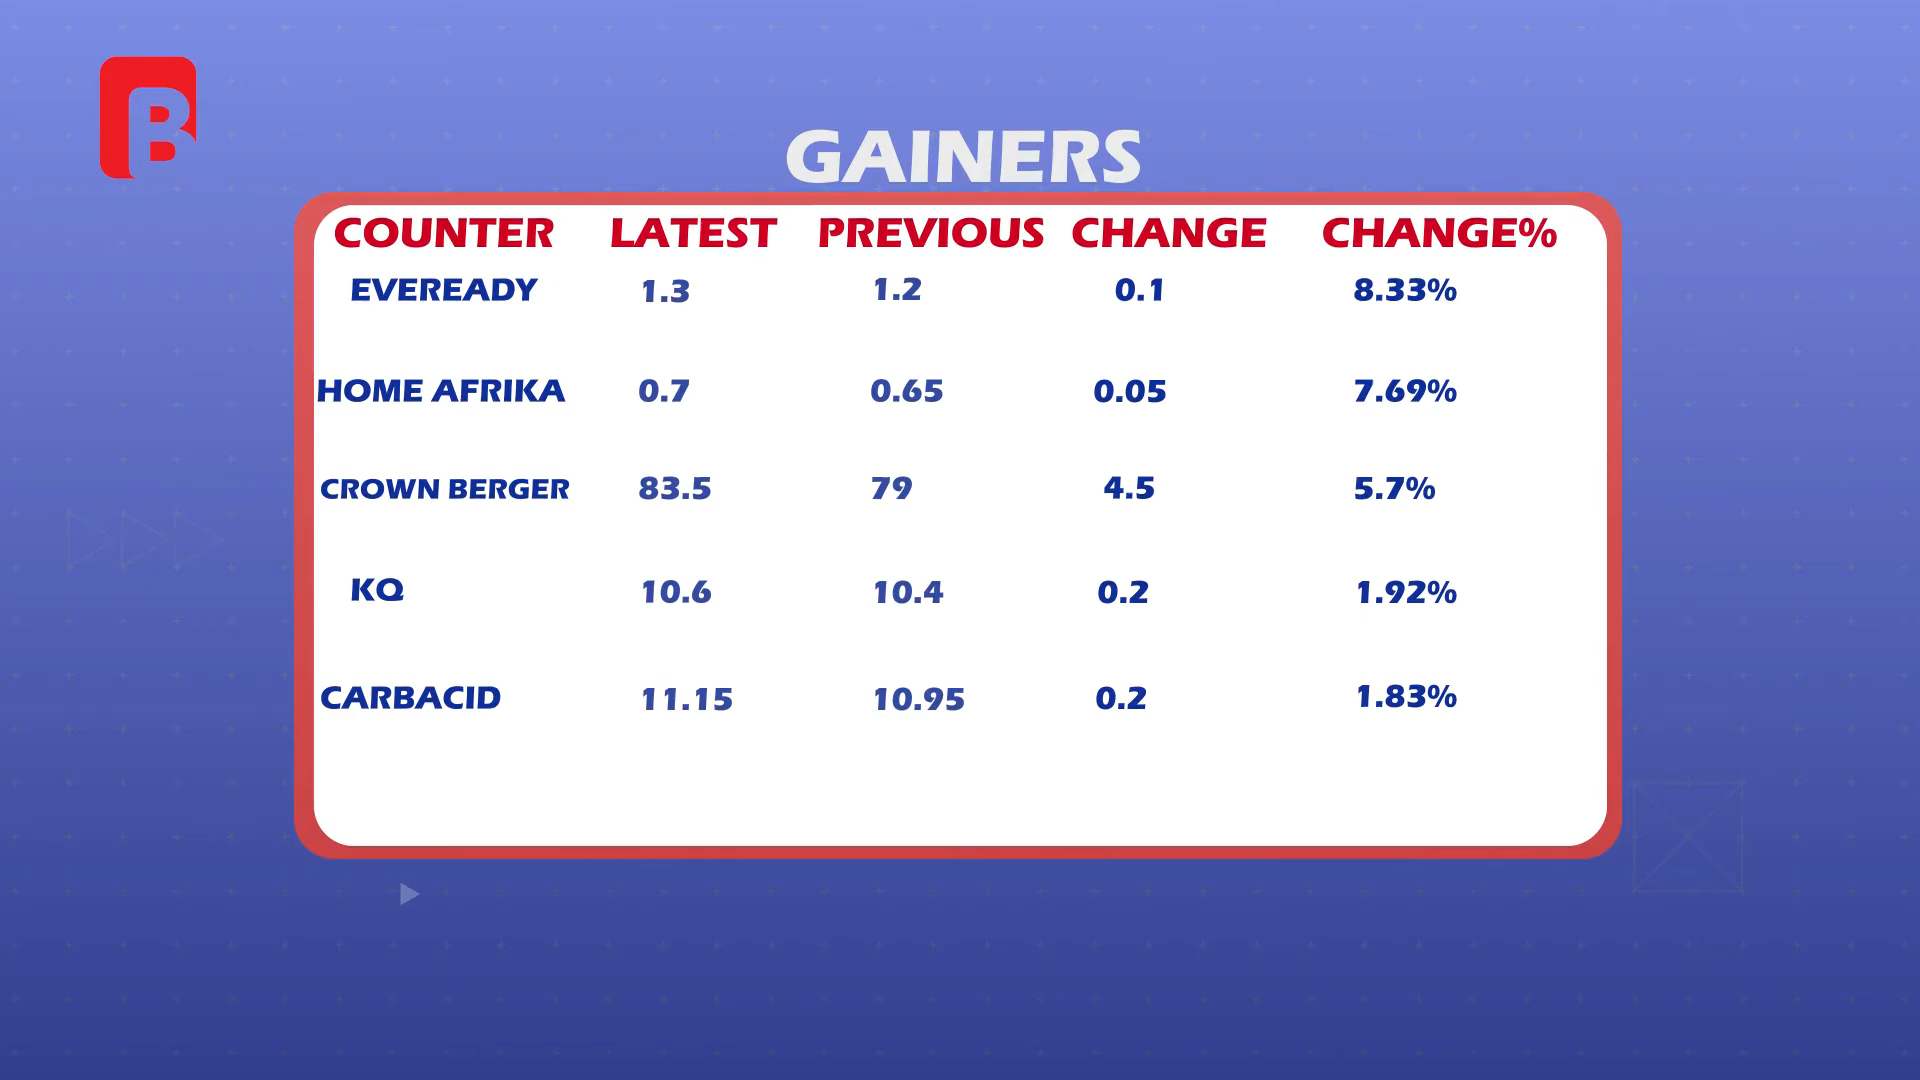 B
GAINERS
COUNTER LATEST PREVIOUS CHANGE CHANGE%
EVEREADY 1.3 1.2 0.1 8.33%
HOME AFRIKA 0.7 0.65 0.05 7.69%
CROWN BERGER 83.5 79 4.5 5.7%
KQ 10.6 10.4 0.2 1.92%
CARBACID 11.15 10.95 0.2 1.83%